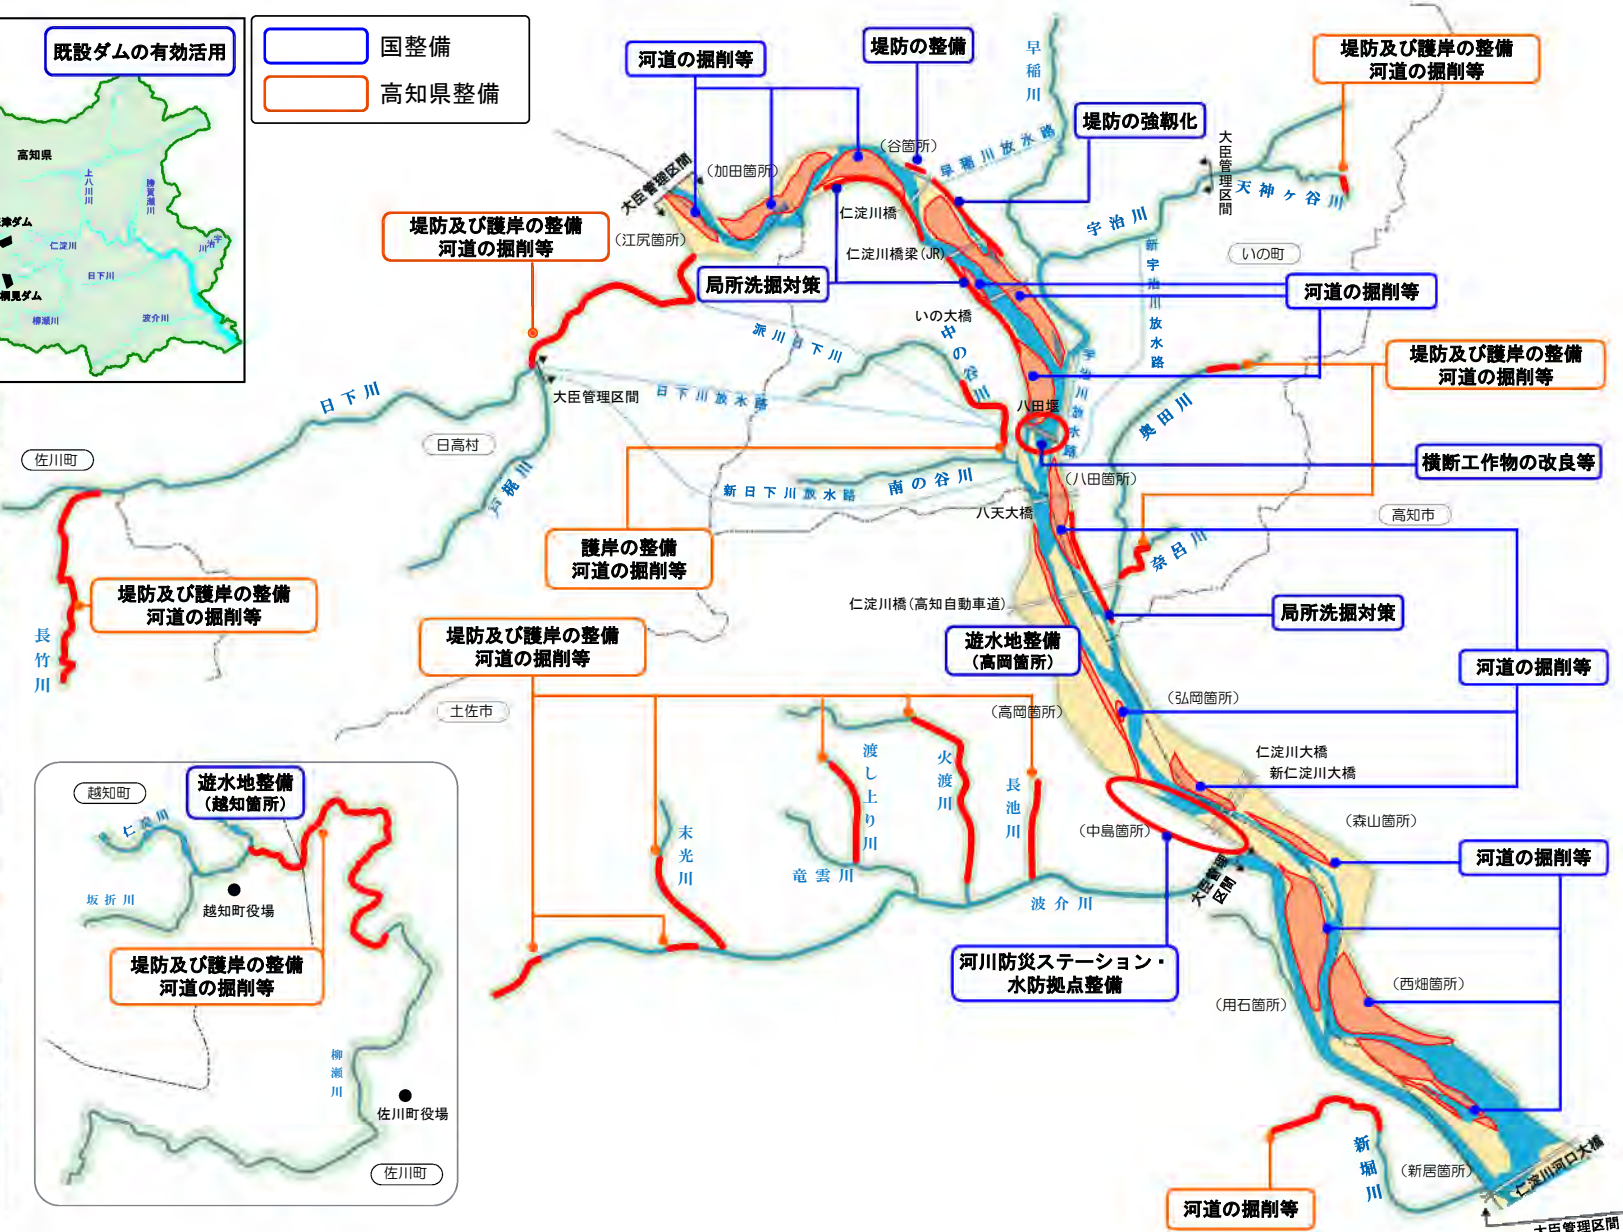 既設ダムの有効活用
国整備
高知県整備
高知県
上八川川
勝賀瀬川
仁淀川
宇治川
日下川
柳瀬川
波介川
桐見ダム
河道の掘削等
堤防の整備
早稲川
堤防及び護岸の整備
河道の掘削等
堤防の強靭化
早稲川放水路
(谷箇所)
(加田箇所)
大臣管理区間
(江尻箇所)
大臣管理区間
天神ヶ谷川
宇治川
新宇治川放水路
いの町
仁淀川橋
仁淀川橋梁(JR)
堤防及び護岸の整備
河道の掘削等
局所洗掘対策
いの大橋
河道の掘削等
派川日下川
中の谷川
宇治川放水路
堤防及び護岸の整備
河道の掘削等
日下川
大臣管理区間
日下川放水路
八田堰
奥田川
日高村
佐川町
戸梶川
新日下川放水路
南の谷川
(八田箇所)
横断工作物の改良等
八天大橋
高知市
護岸の整備
河道の掘削等
奈呂川
堤防及び護岸の整備
河道の掘削等
長竹川
仁淀川橋(高知自動車道)
局所洗掘対策
堤防及び護岸の整備
河道の掘削等
遊水地整備
(高岡箇所)
河道の掘削等
土佐市
(高岡箇所)
(弘岡箇所)
仁淀川大橋
新仁淀川大橋
渡し上り川
火渡川
長池川
末光川
竜雲川
波介川
(中島箇所)
(森山箇所)
大臣管理区間
河道の掘削等
越知町
遊水地整備
(越知箇所)
仁淀川
坂折川
越知町役場
堤防及び護岸の整備
河道の掘削等
柳瀬川
佐川町役場
佐川町
河川防災ステーション・
水防拠点整備
(用石箇所)
(西畑箇所)
新堀川
(新居箇所)
河道の掘削等
仁淀川河口大橋
大臣管理区間